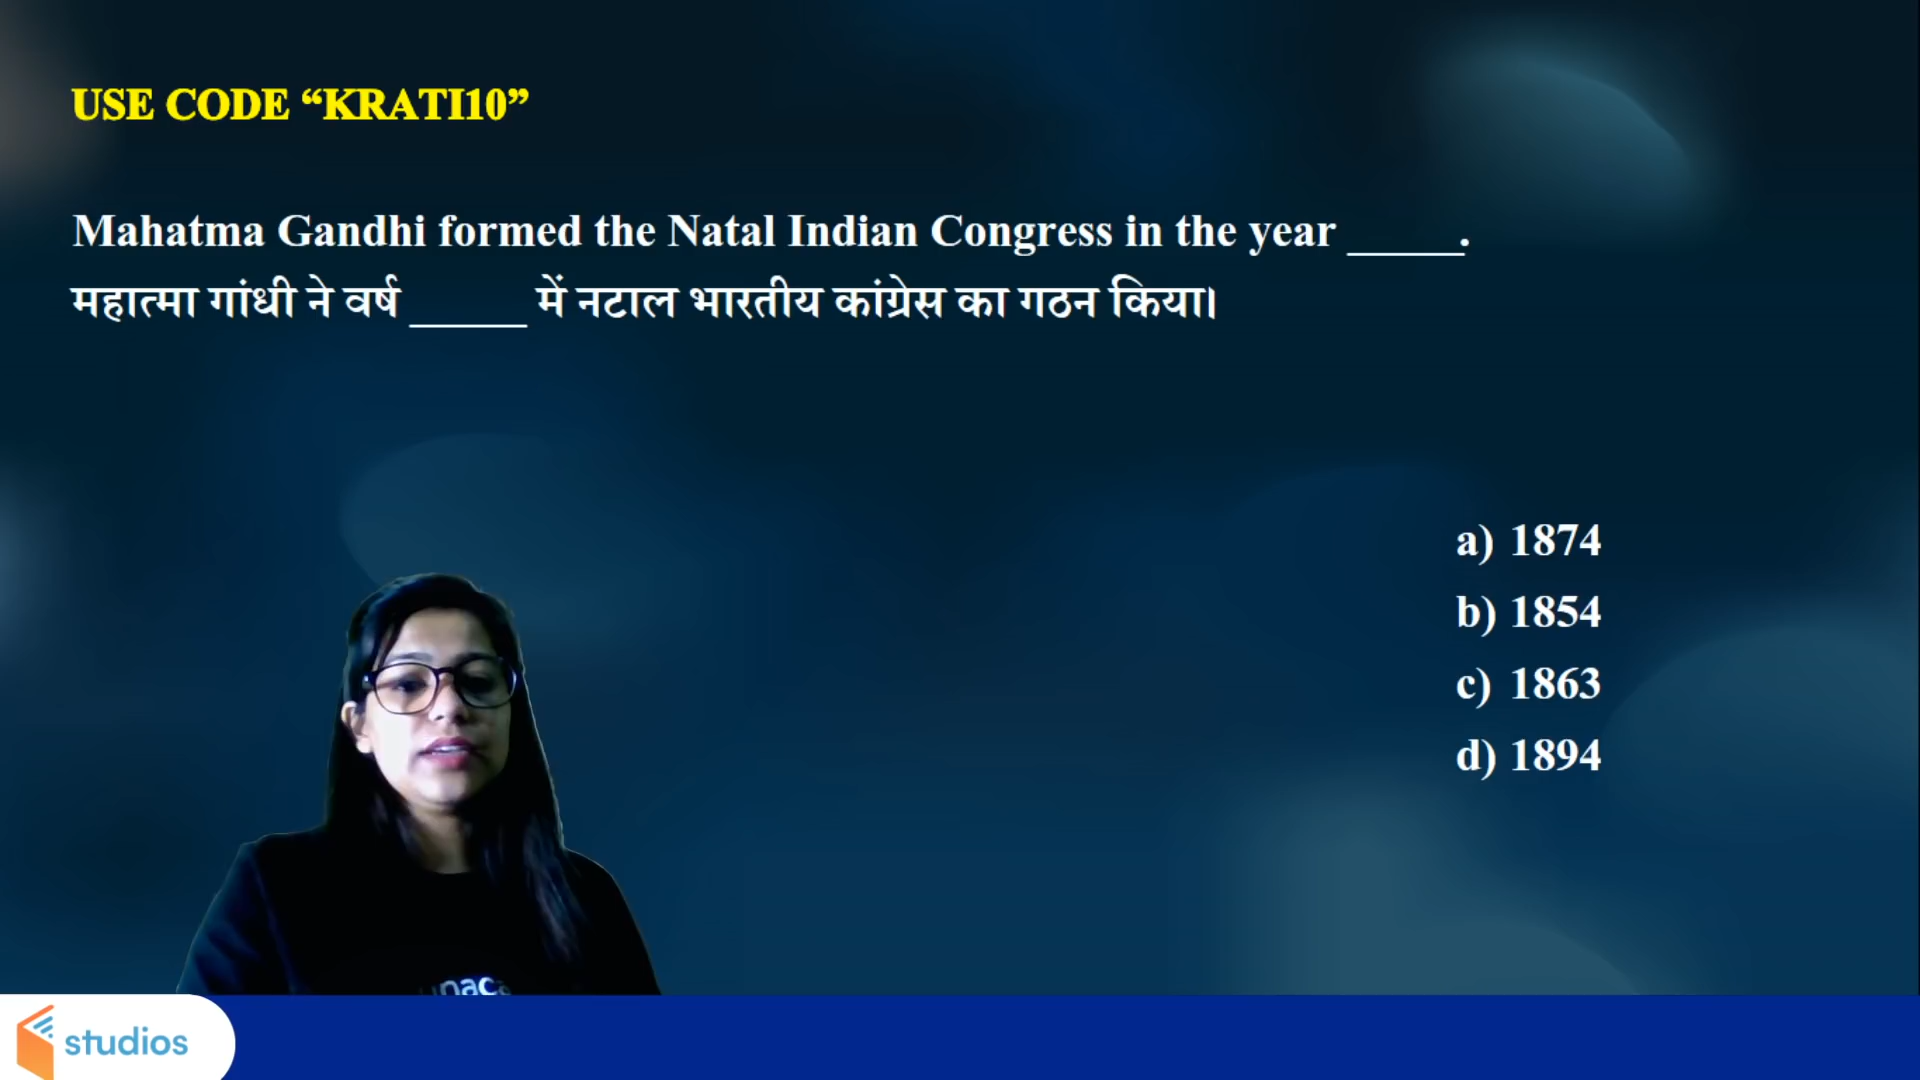 USE CODE “KRATI10”
Mahatma Gandhi formed the Natal Indian Congress in the year _____.
महात्मा गांधी ने वर्ष _____ में नटाल भारतीय कांग्रेस का गठन किया।
a) 1874
b) 1854
c) 1863
d) 1894
studios